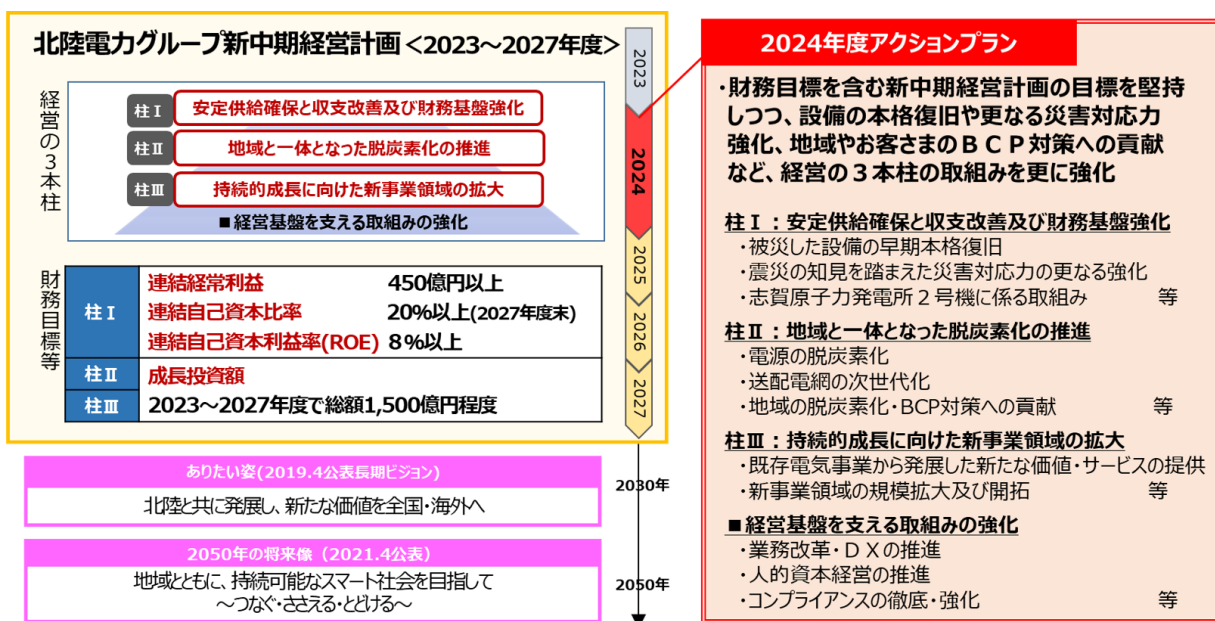 北陸電力グループ新中期経営計画<2023～2027年度>
経営の3本柱
柱Ⅰ 安定供給確保と収支改善及び財務基盤強化
柱Ⅱ 地域と一体となった脱炭素化の推進
柱Ⅲ 持続的成長に向けた新事業領域の拡大
■経営基盤を支える取組みの強化
財務目標等
柱Ⅰ
連結経常利益 450億円以上
連結自己資本比率 20%以上(2027年度末)
連結自己資本利益率(ROE) 8%以上
柱Ⅱ 成長投資額
柱Ⅲ 2023～2027年度で総額1,500億円程度
2023
2024
2025
2026
2027
ありたい姿(2019.4公表長期ビジョン)
北陸と共に発展し、新たな価値を全国・海外へ
2030年
2050年の将来像（2021.4公表）
地域とともに、持続可能なスマート社会を目指して
～つなぐ・ささえる・とどける～
2050年
2024年度アクションプラン
・財務目標を含む新中期経営計画の目標を堅持
しつつ、設備の本格復旧や更なる災害対応力
強化、地域やお客さまのＢＣＰ対策への貢献
など、経営の３本柱の取組みを更に強化
柱Ⅰ：安定供給確保と収支改善及び財務基盤強化
・被災した設備の早期本格復旧
・震災の知見を踏まえた災害対応力の更なる強化
・志賀原子力発電所２号機に係る取組み 等
柱Ⅱ：地域と一体となった脱炭素化の推進
・電源の脱炭素化
・送配電網の次世代化
・地域の脱炭素化・BCP対策への貢献 等
柱Ⅲ：持続的成長に向けた新事業領域の拡大
・既存電気事業から発展した新たな価値・サービスの提供
・新事業領域の規模拡大及び開拓 等
■経営基盤を支える取組みの強化
・業務改革・ＤＸの推進
・人的資本経営の推進
・コンプライアンスの徹底・強化 等